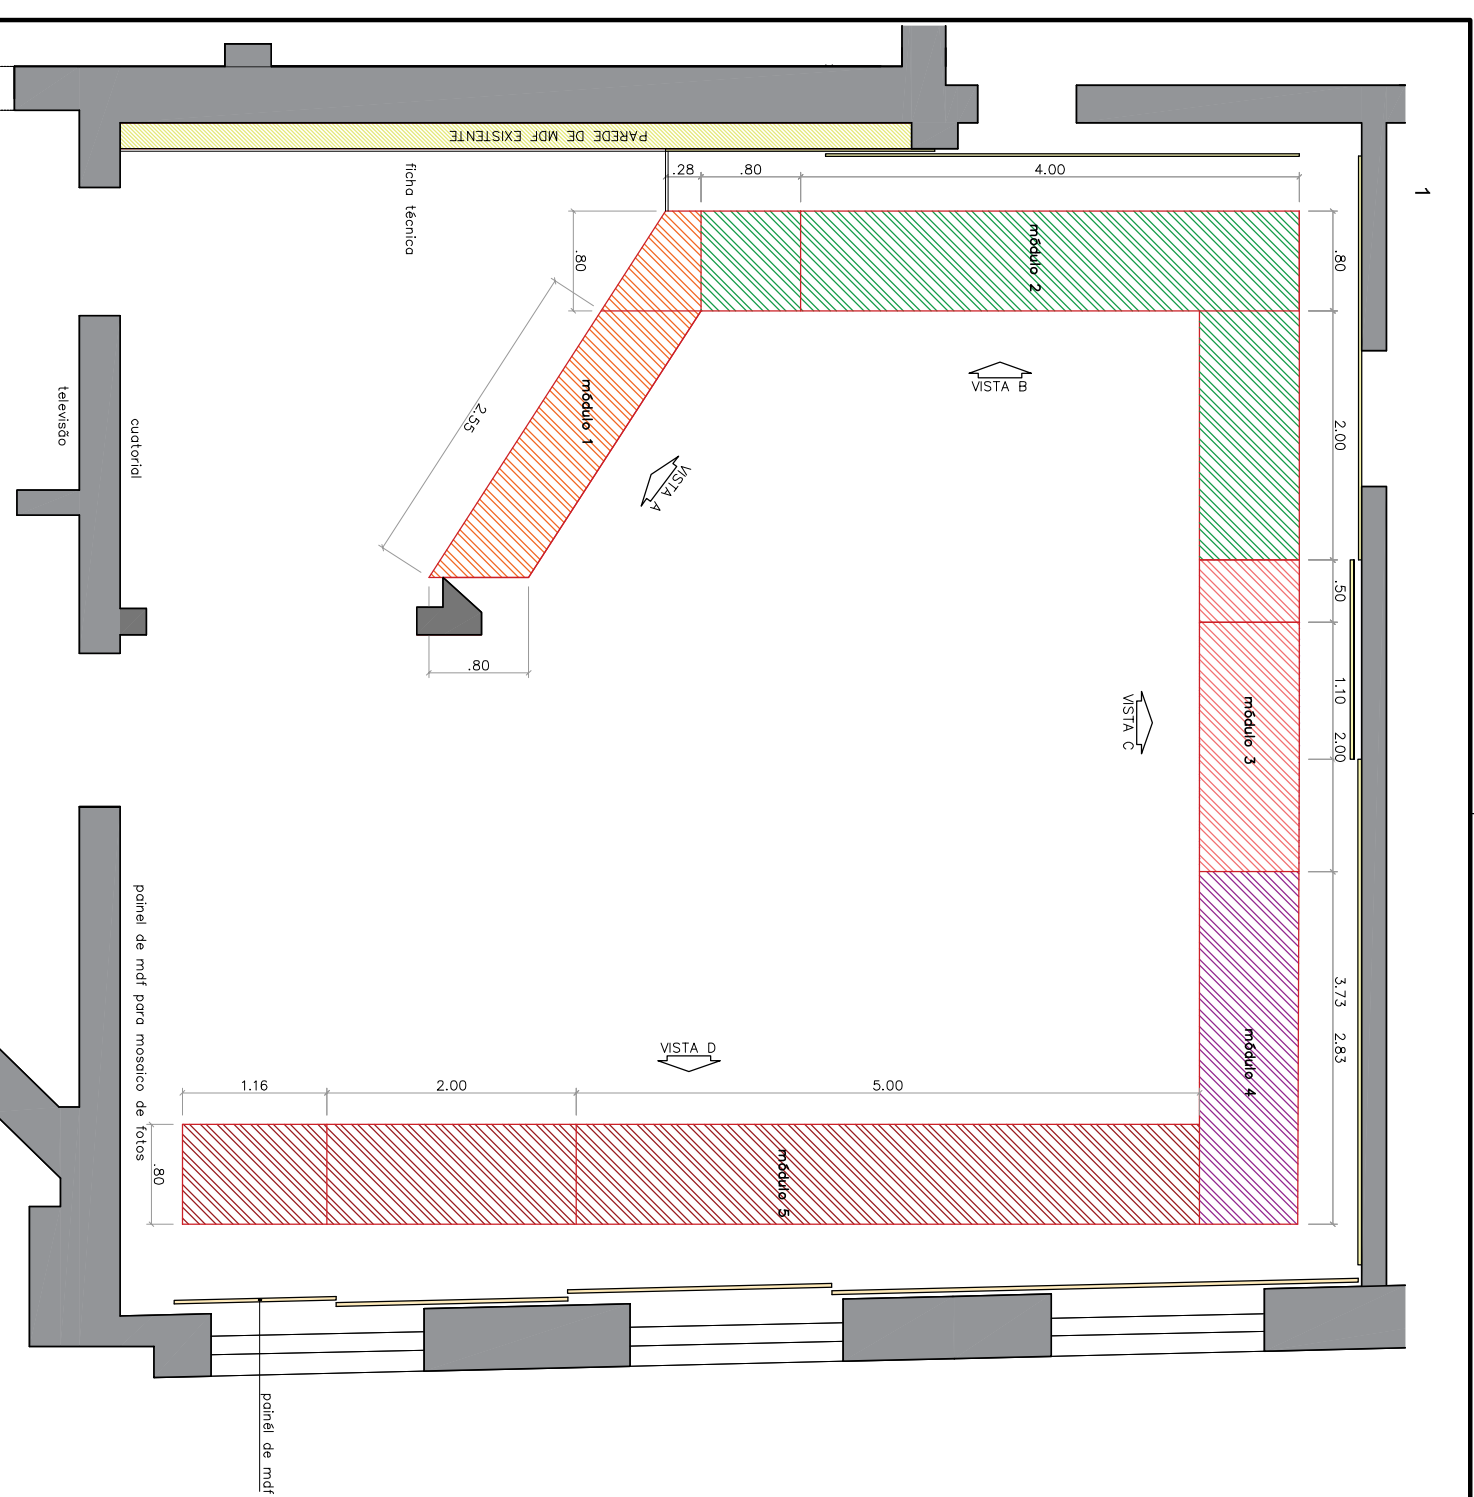 PAREDE DE MDF EXISTENTE
1
ficha técnica
.28
.80
4.00
.80
módulo 2
.80
VISTA B
2.00
televisão
cuatorial
2.55
módulo 1
VISTA A
.50
.80
1.10
2.00
módulo 3
VISTA C
painel de mdf para mosaico de fotos
3.73
2.83
módulo 4
VISTA D
1.16
2.00
5.00
.80
módulo 5
painél de mdf